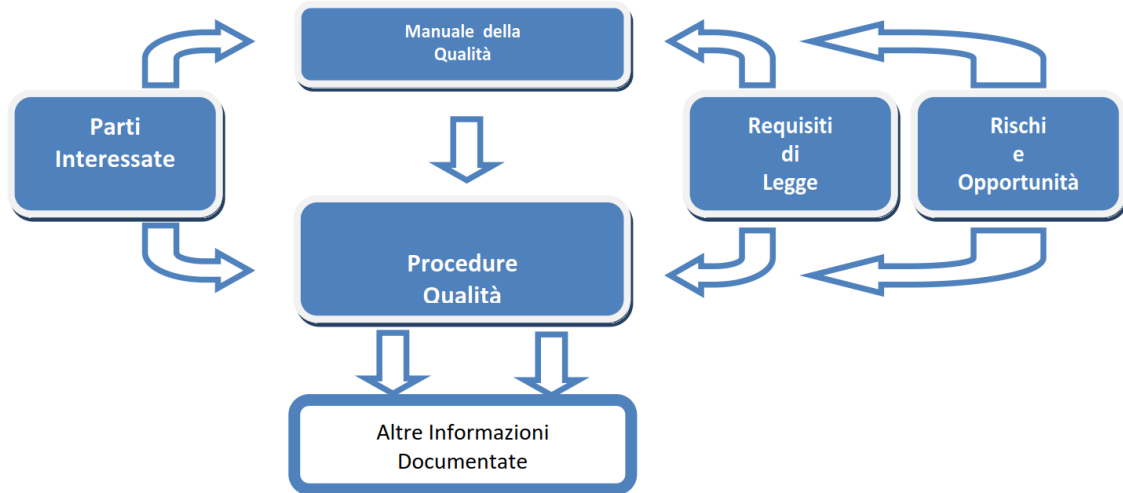 Manuale della
Qualità
Parti
Interessate
Requisiti
di
Legge
Rischi
e
Opportunità
Procedure
Qualità
Altre Informazioni
Documentate